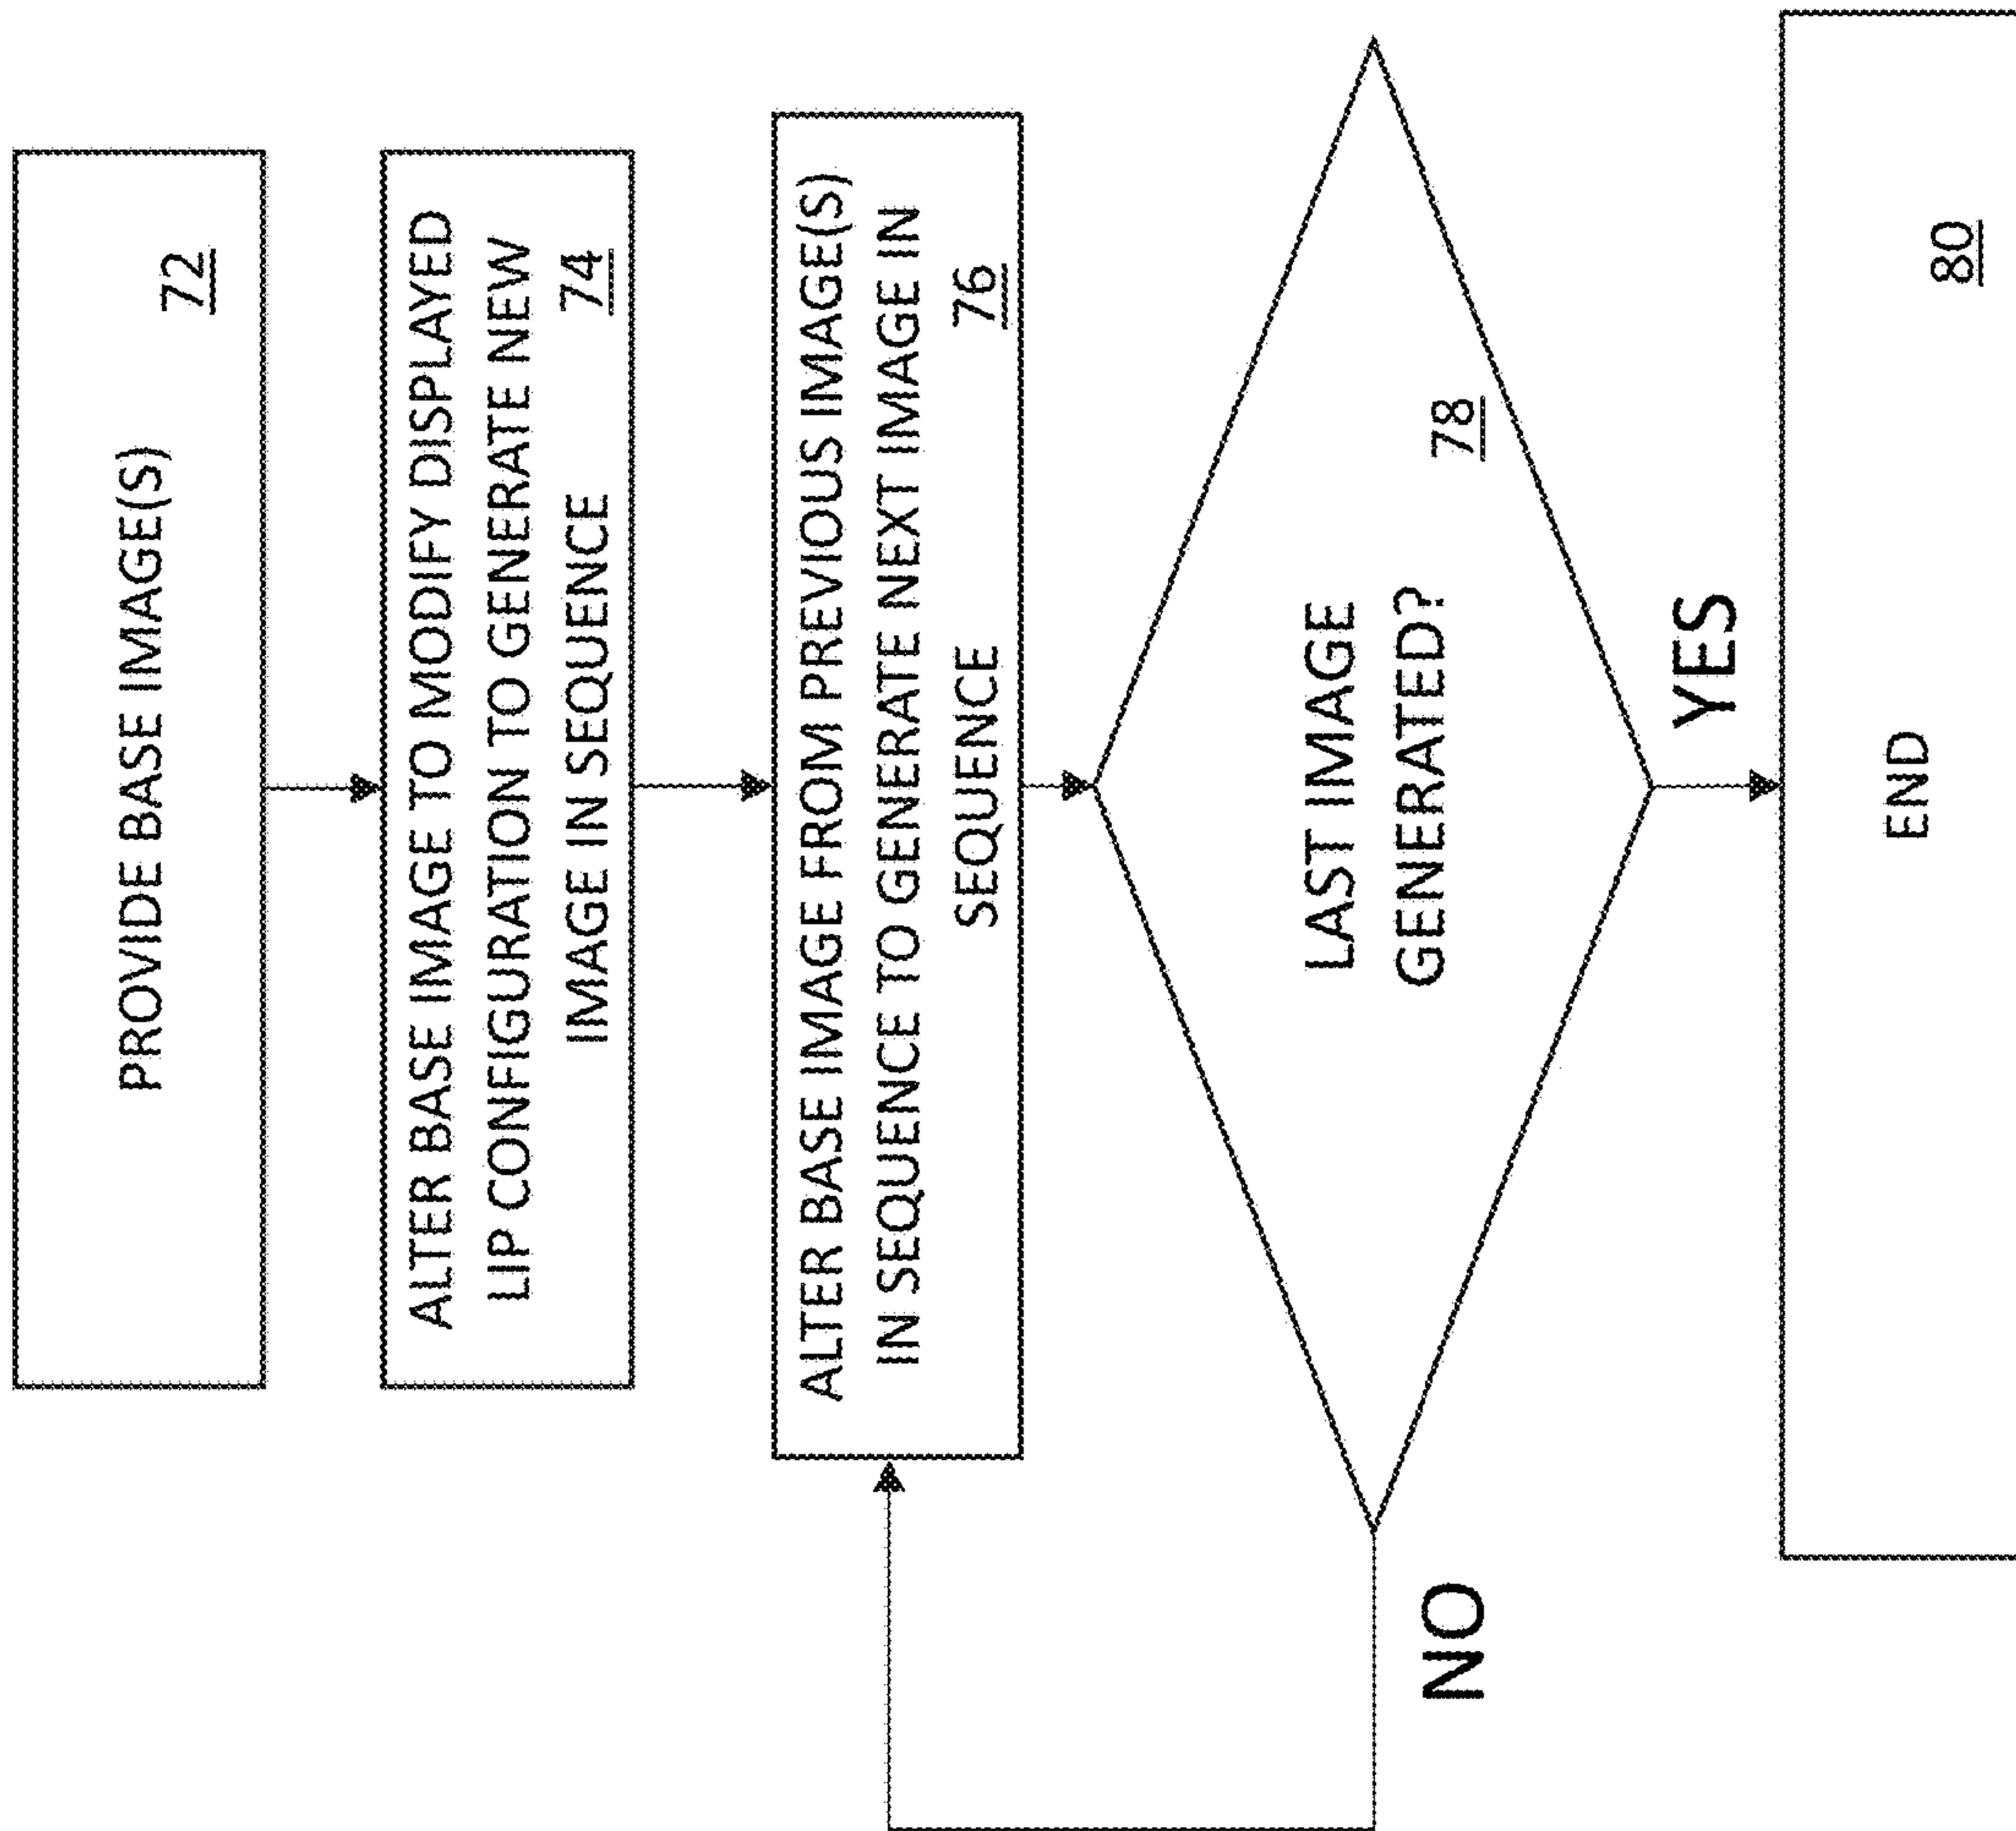 PROVIDE BASE IMAGE(S)
72
ALTER BASE IMAGE TO MODIFY DISPLAYED
LIP CONFIGURATION TO GENERATE NEW
IMAGE IN SEQUENCE 74
ALTER BASE IMAGE FROM PREVIOUS IMAGE(S)
IN SEQUENCE TO GENERATE NEXT IMAGE IN
SEQUENCE 76
LAST IMAGE
GENERATED?
78
NO
YES
END
80